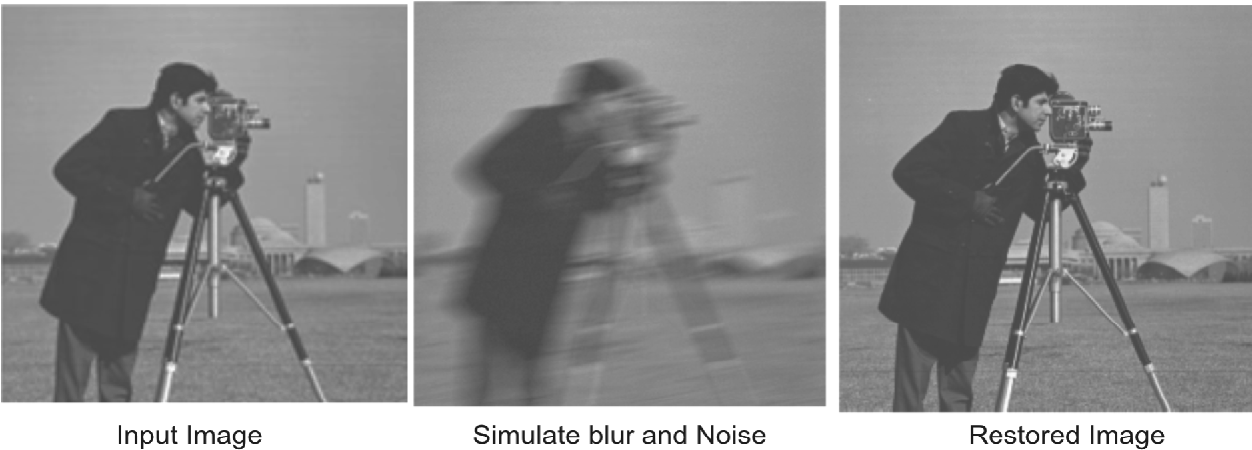 Input Image
Simulate blur and Noise
Restored Image